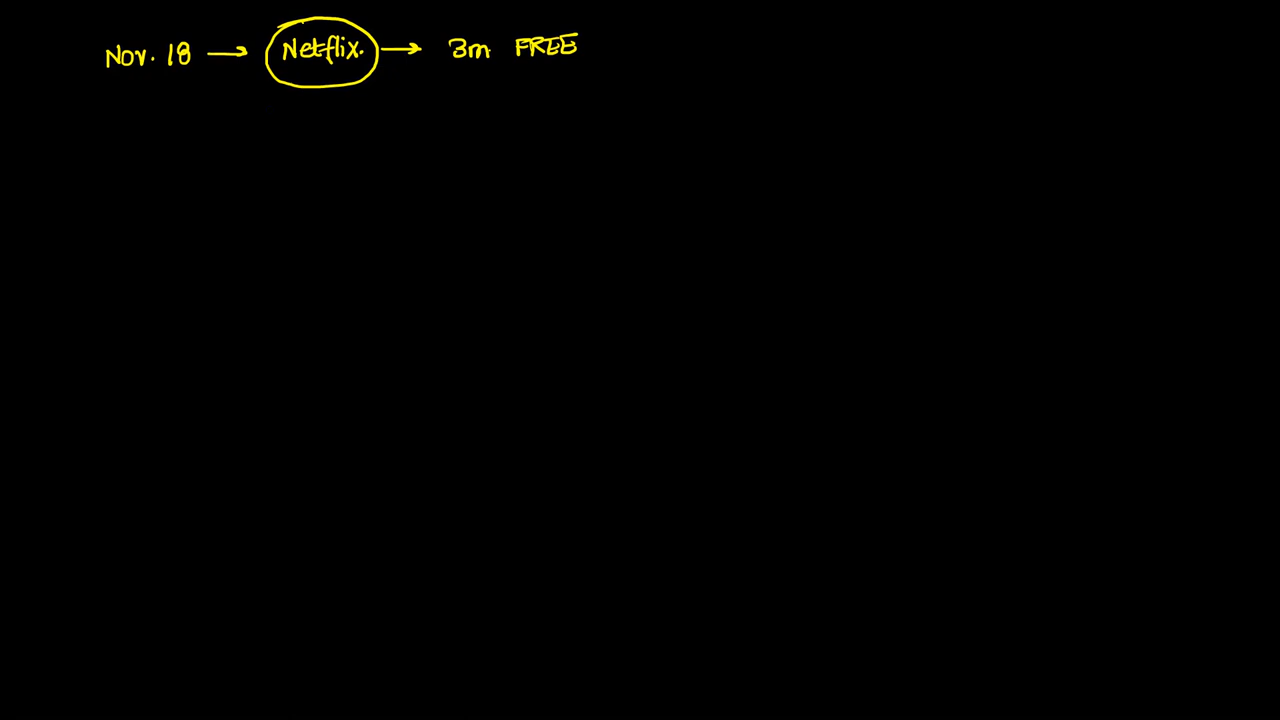 Nov. 18 → Netflix. → 3m FREE